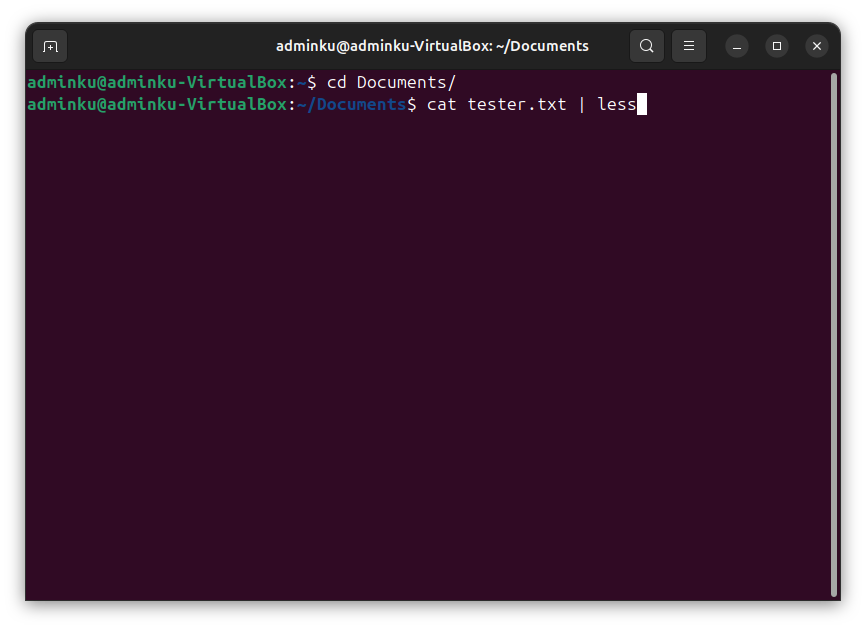 adminku@adminku-VirtualBox: ~/Documents
adminku@adminku-VirtualBox:~$ cd Documents/
adminku@adminku-VirtualBox:~/Documents$ cat tester.txt | less